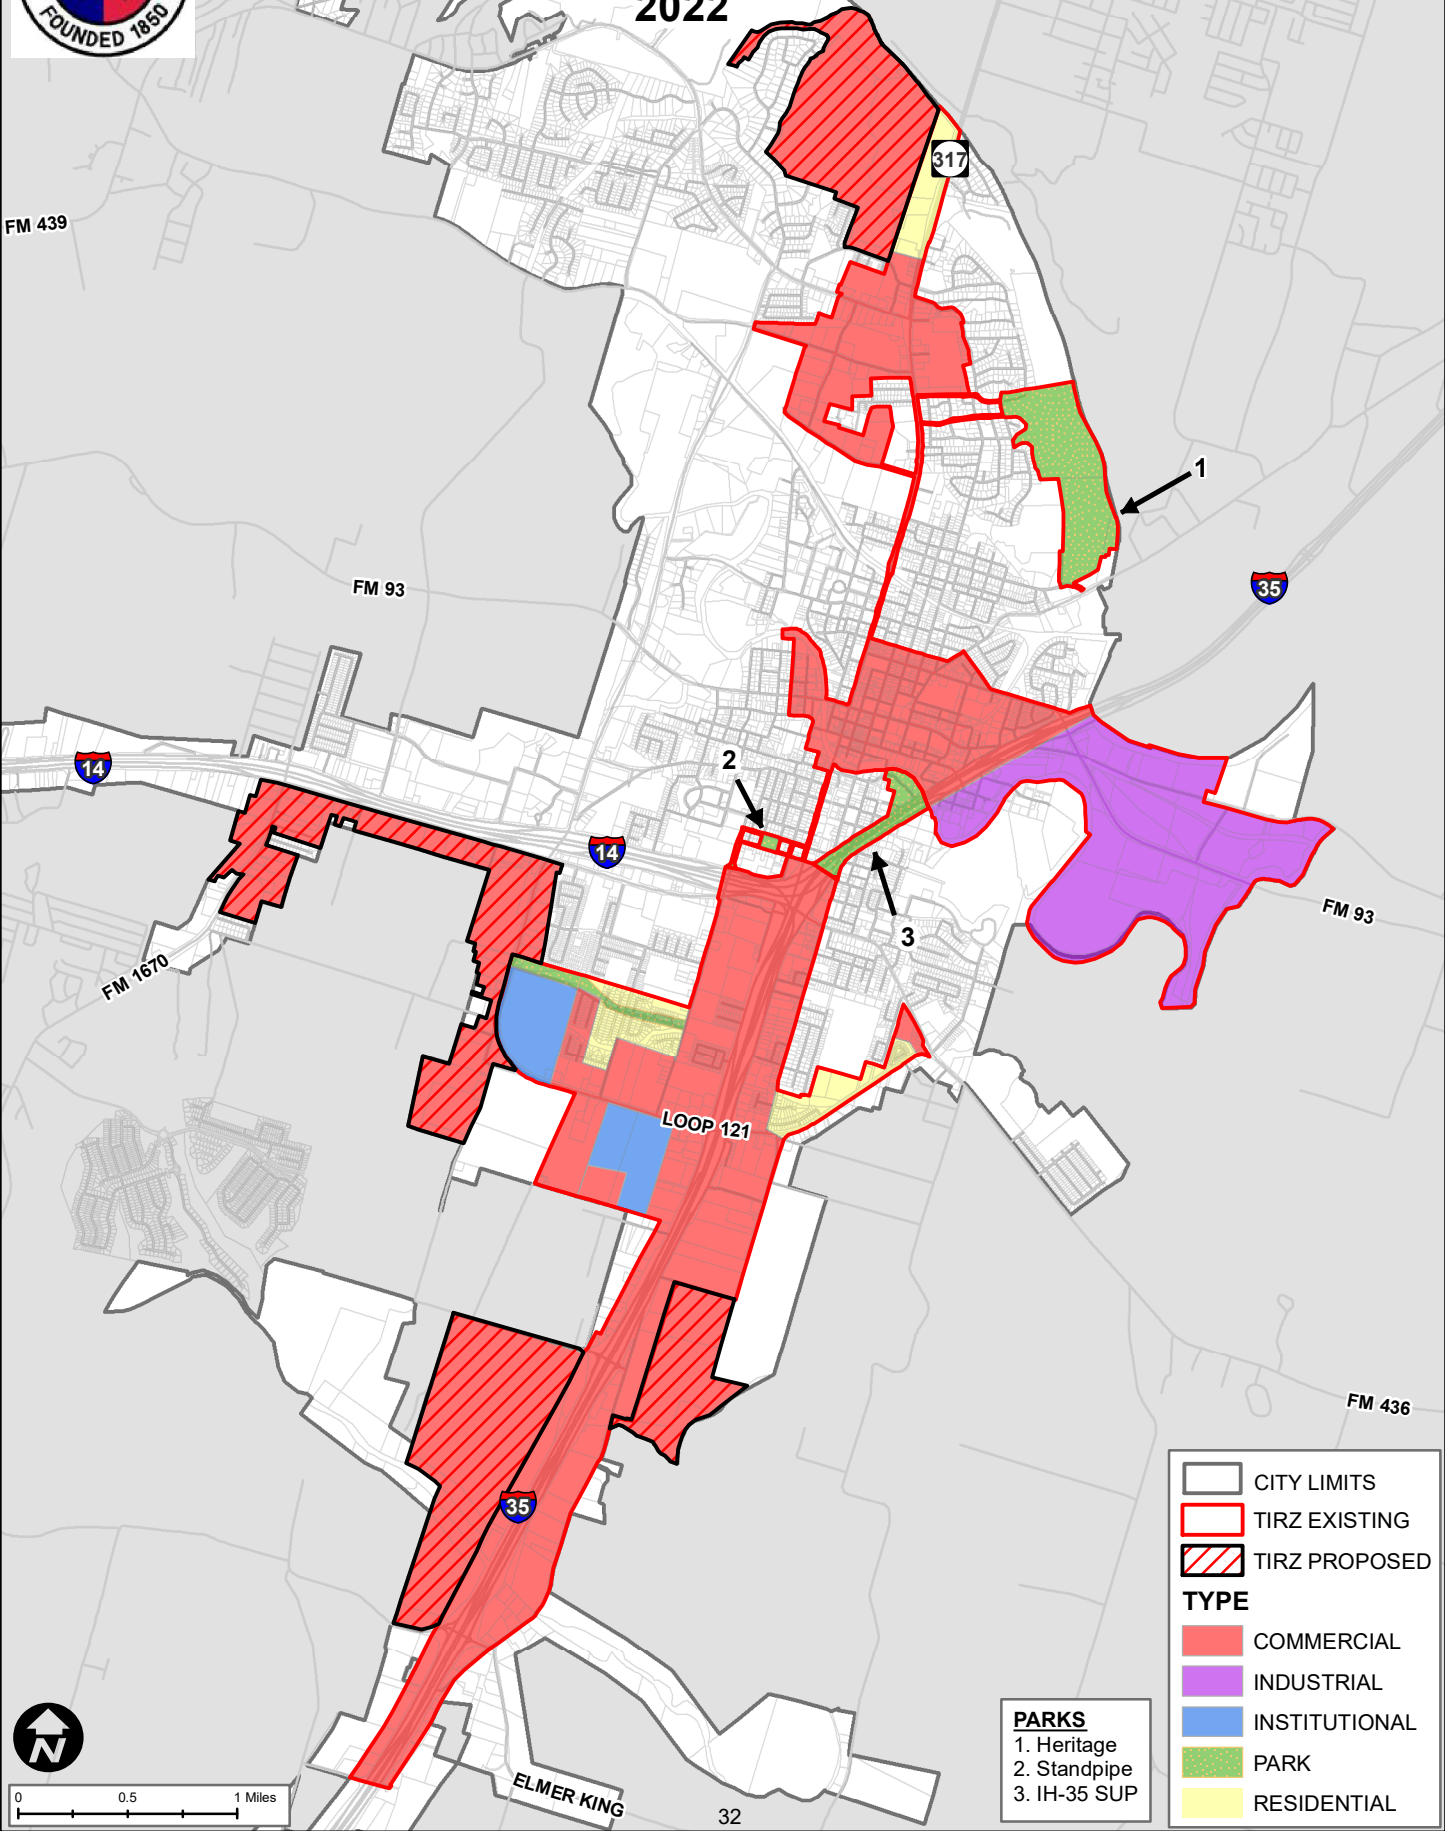 FOUNDED 1850
2022
317
FM 439
1
35
FM 93
14
2
14
FM 93
3
FM 1670
LOOP 121
FM 436
35
CITY LIMITS
TIRZ EXISTING
TIRZ PROPOSED
TYPE
COMMERCIAL
INDUSTRIAL
INSTITUTIONAL
PARK
RESIDENTIAL
PARKS
1. Heritage
2. Standpipe
3. IH-35 SUP
N
0 0.5 1 Miles
ELMER KING
32